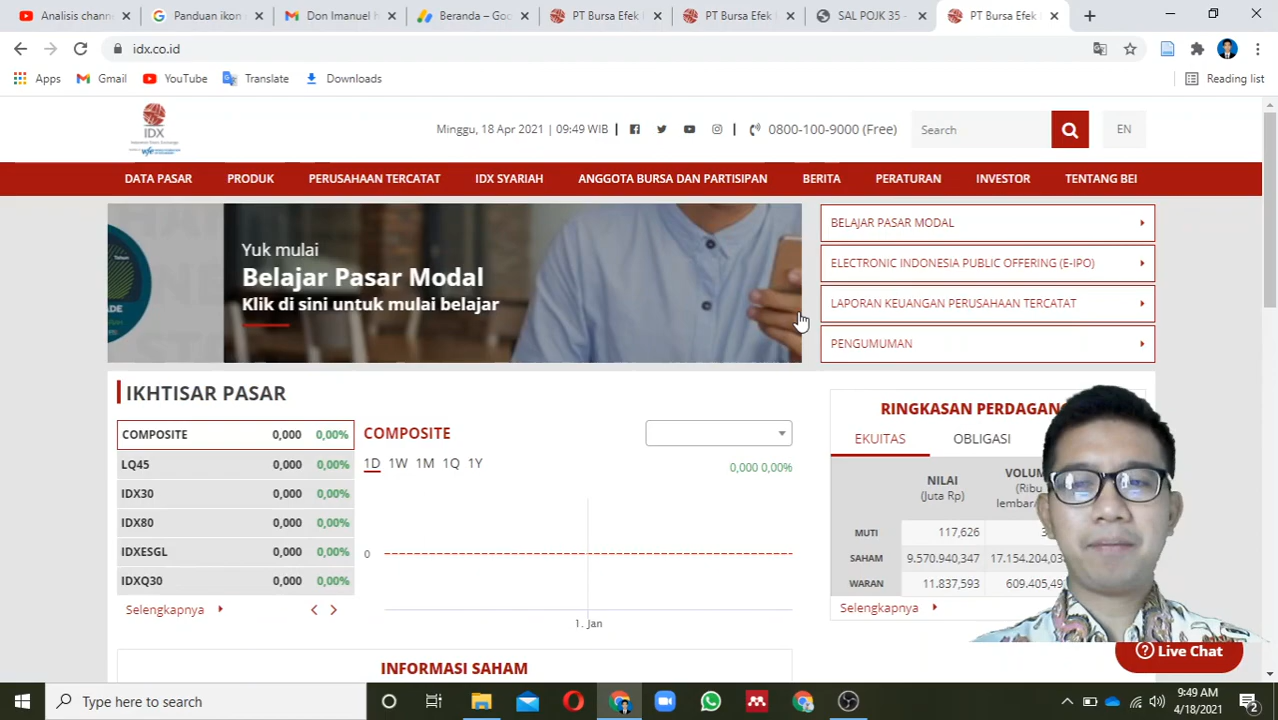 Analisis chann
Panduan ikon
Don Imanuel h
Beranda – Goo
PT Bursa Efek
PT Bursa Efek
SAL POJK 35 -
PT Bursa Efek
idx.co.id
Apps
Gmail
YouTube
Translate
Downloads
Reading list
IDX
Minggu, 18 Apr 2021 | 09:49 WIB
0800-100-9000 (Free)
Search
EN
DATA PASAR
PRODUK
PERUSAHAAN TERCATAT
IDX SYARIAH
ANGGOTA BURSA DAN PARTISIPAN
BERITA
PERATURAN
INVESTOR
TENTANG BEI
Yuk mulai
Belajar Pasar Modal
Klik di sini untuk mulai belajar
BELAJAR PASAR MODAL
ELECTRONIC INDONESIA PUBLIC OFFERING (E-IPO)
LAPORAN KEUANGAN PERUSAHAAN TERCATAT
PENGUMUMAN
IKHTISAR PASAR
COMPOSITE 0,000 0,00%
LQ45 0,000 0,00%
IDX30 0,000 0,00%
IDX80 0,000 0,00%
IDXESGL 0,000 0,00%
IDXQ30 0,000 0,00%
Selengkapnya
COMPOSITE
1D 1W 1M 1Q 1Y
0,000 0,00%
0
1. Jan
RINGKASAN PERDAGAN
EKUITAS OBLIGASI
NILAI
(Juta Rp)
VOLUM
(Ribu
lembar/
MUTI 117,626 3
SAHAM 9.570.940,347 17.154.204,03
WARAN 11.837,593 609.405,49
Selengkapnya
Live Chat
INFORMASI SAHAM
Type here to search
9:49 AM
4/18/2021
2